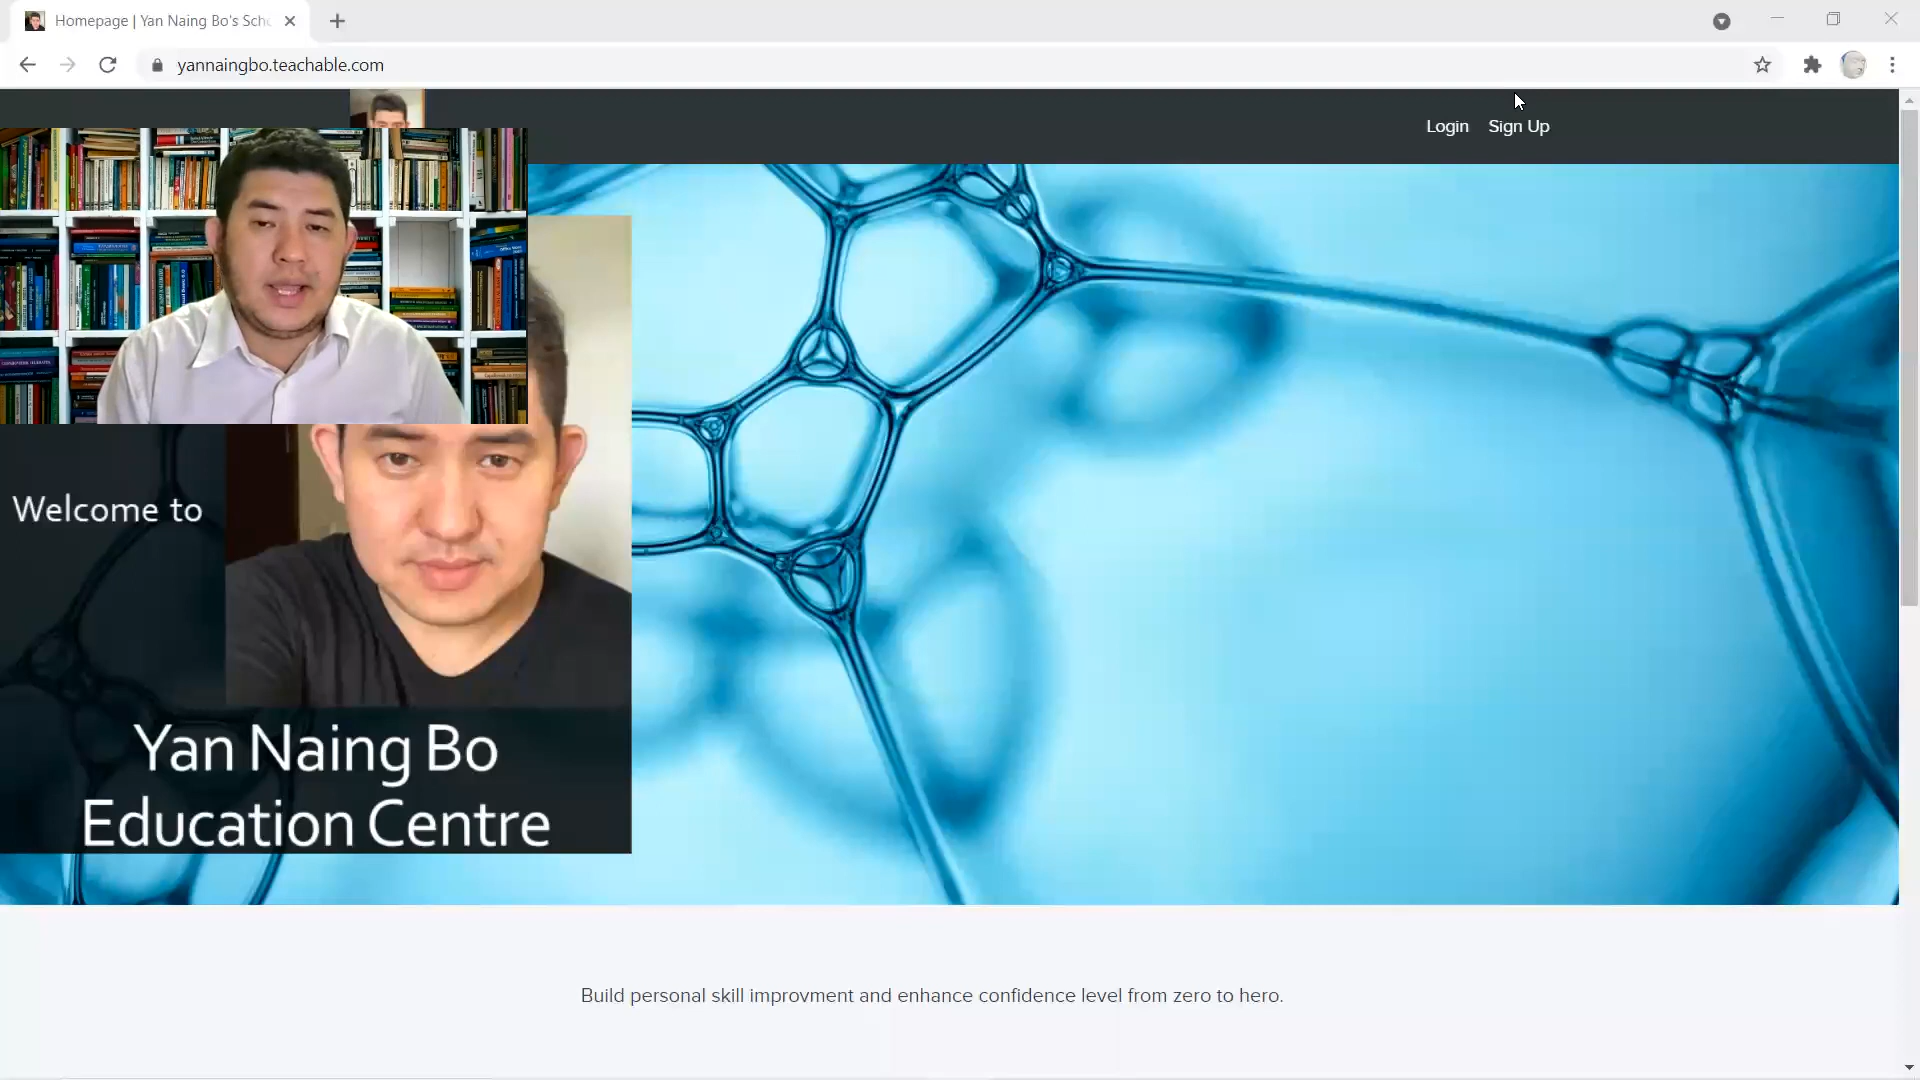 Homepage | Yan Naing Bo's Scho
yannaingbo.teachable.com
Login Sign Up
Welcome to
Yan Naing Bo
Education Centre
Build personal skill improvment and enhance confidence level from zero to hero.